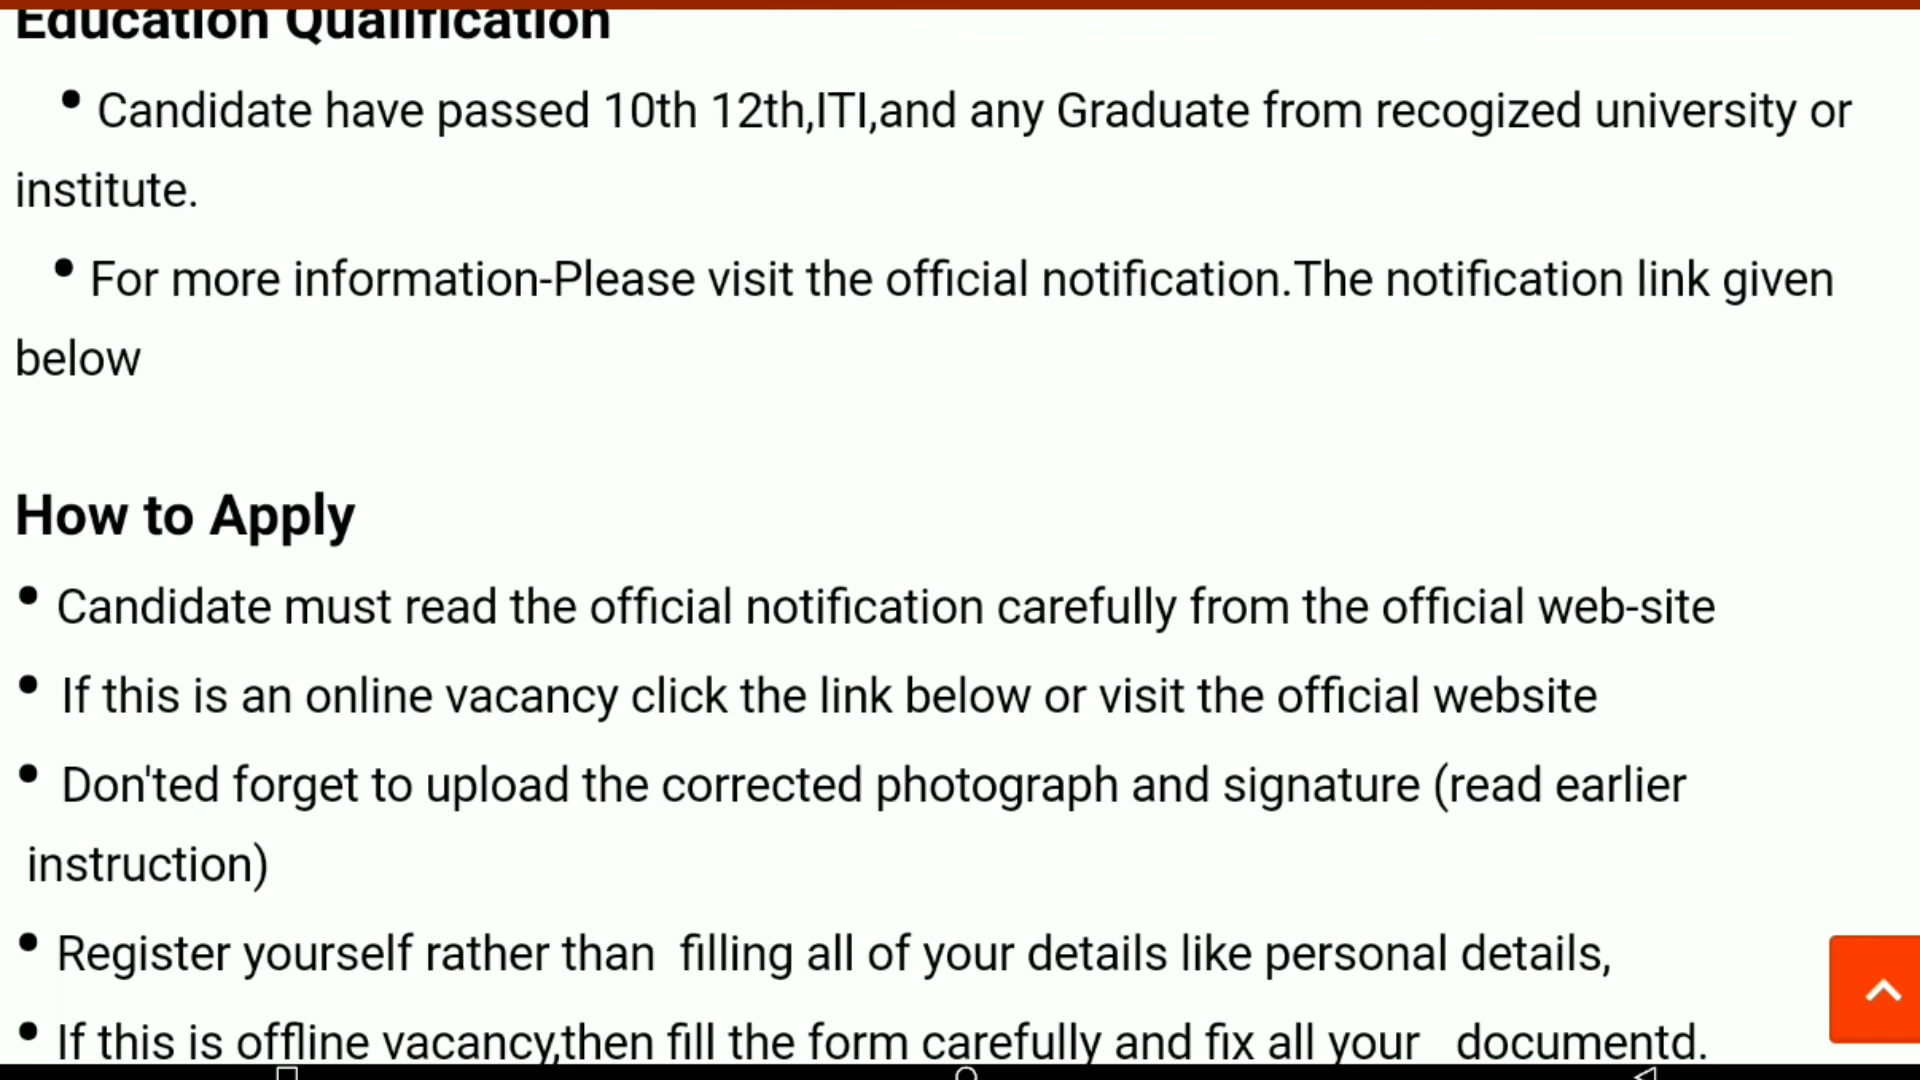 Education Qualification
• Candidate have passed 10th 12th,ITI,and any Graduate from recogized university or
institute.
• For more information-Please visit the official notification.The notification link given
below
How to Apply
• Candidate must read the official notification carefully from the official web-site
• If this is an online vacancy click the link below or visit the official website
• Don'ted forget to upload the corrected photograph and signature (read earlier
instruction)
• Register yourself rather than  filling all of your details like personal details,
• If this is offline vacancy,then fill the form carefully and fix all your   documentd.